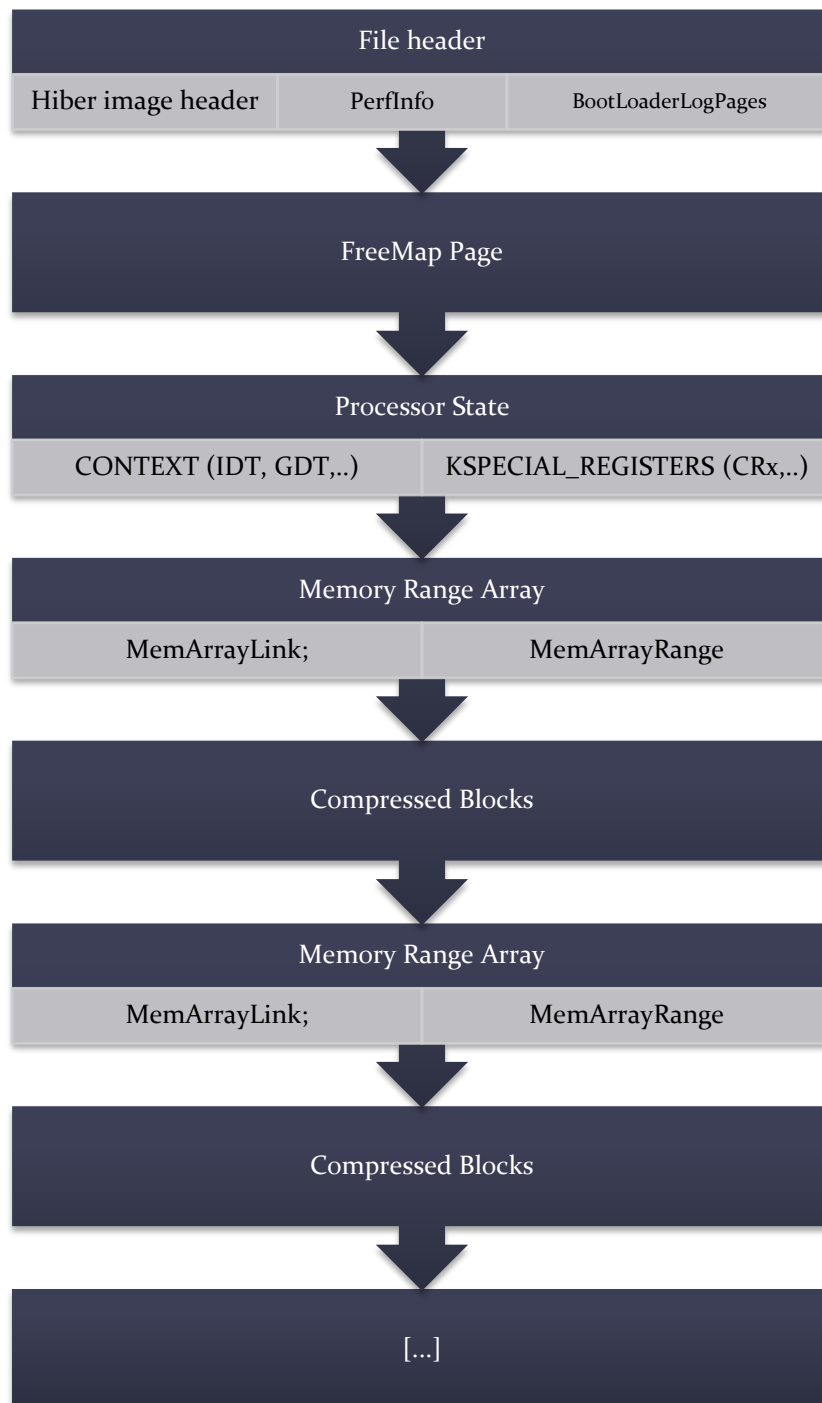 File header
Hiber image header PerfInfo BootLoaderLogPages
FreeMap Page
Processor State
CONTEXT (IDT, GDT,..) KSPECIAL_REGISTERS (CRx,..)
Memory Range Array
MemArrayLink; MemArrayRange
Compressed Blocks
Memory Range Array
MemArrayLink; MemArrayRange
Compressed Blocks
[...]